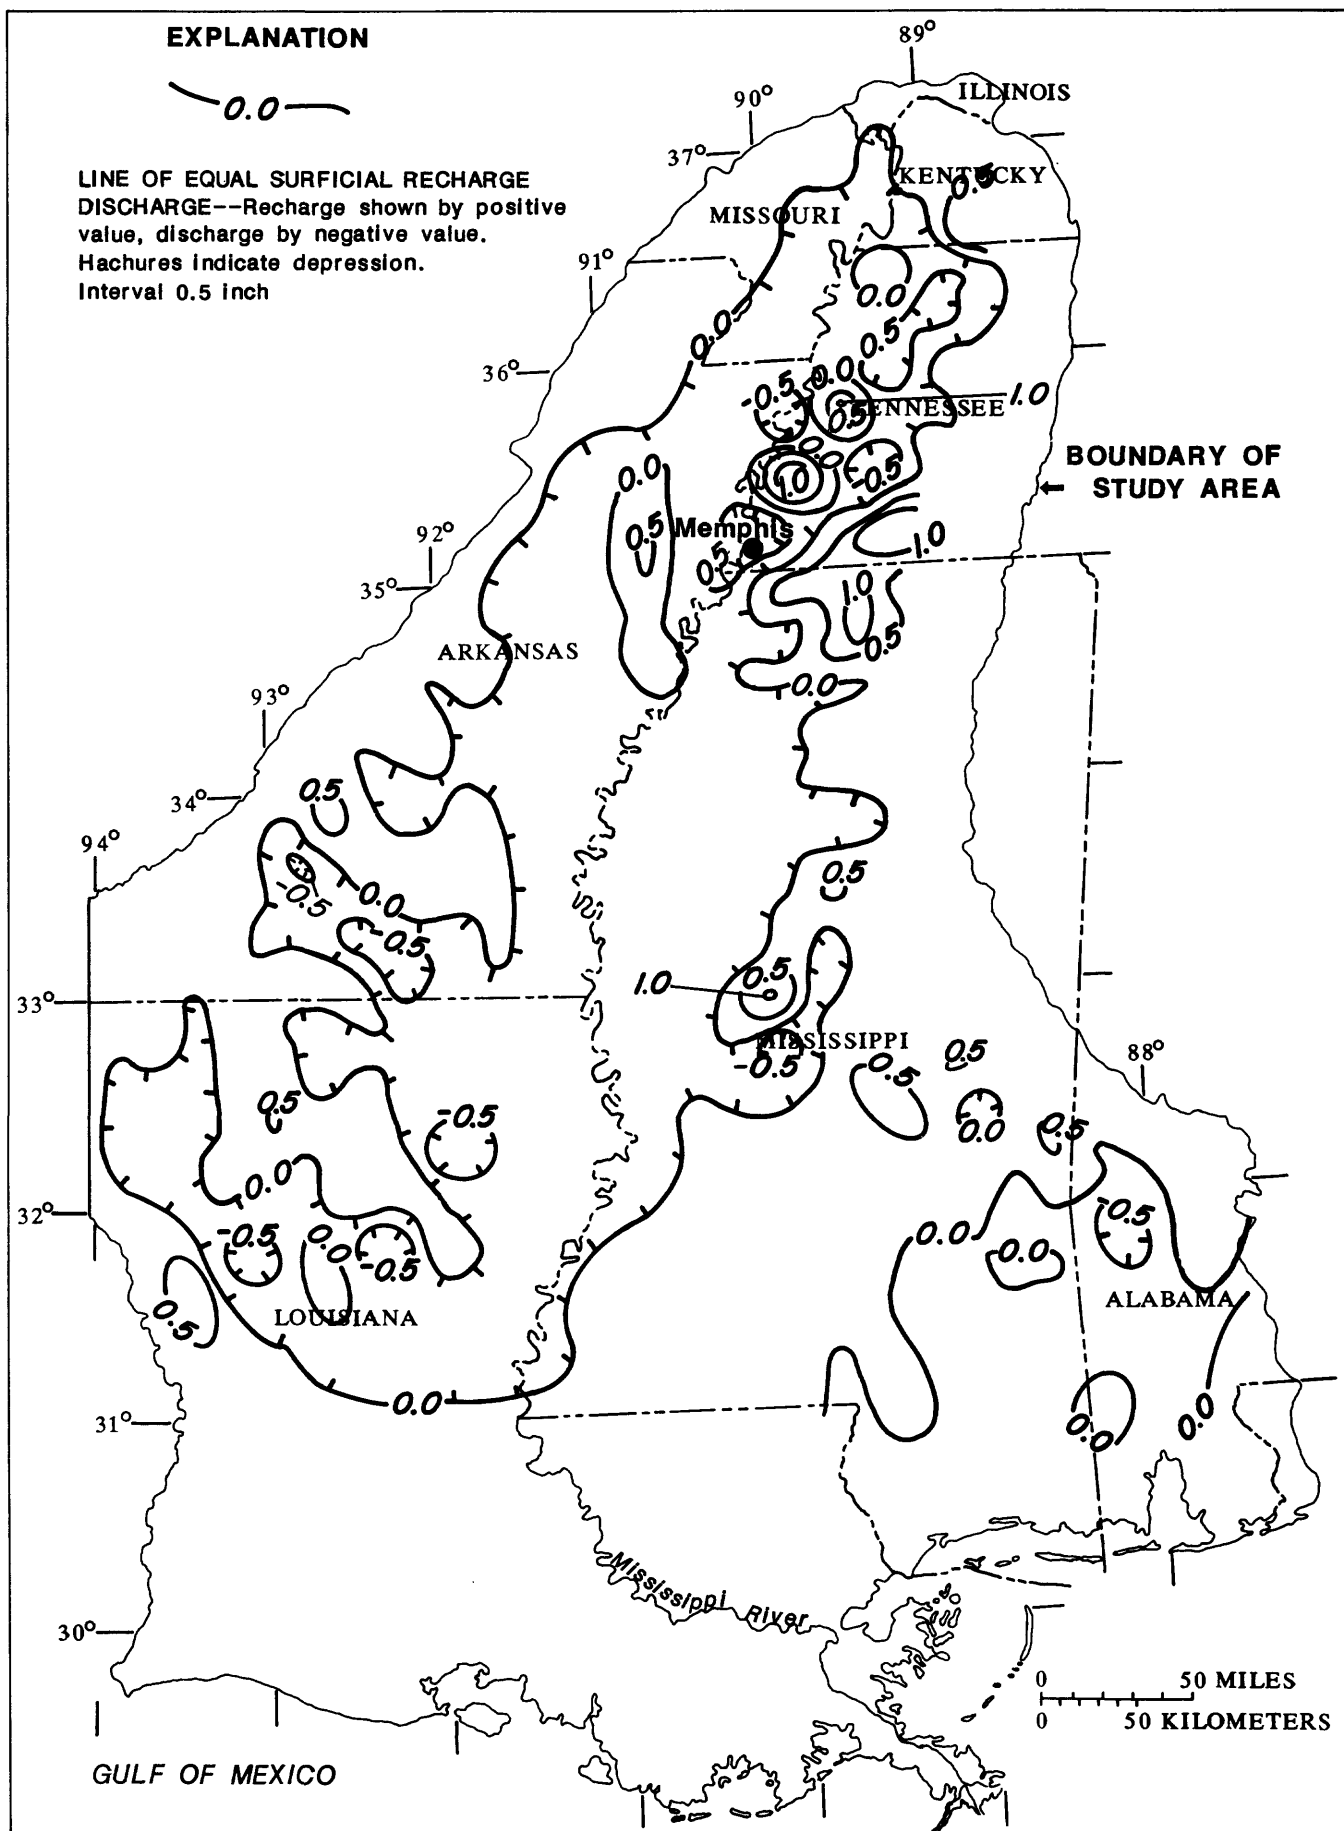 EXPLANATION
0.0
LINE OF EQUAL SURFICIAL RECHARGE
DISCHARGE--Recharge shown by positive
value, discharge by negative value.
Hachures indicate depression.
Interval 0.5 inch
89°
ILLINOIS
90°
37°
KENTUCKY
0.5
MISSOURI
91°
0.0
0.0
0.5
36°
0.0
-0.5
1.0
0.5
TENNESSEE
0.0
BOUNDARY OF
STUDY AREA
0.0
1.0
-0.5
92°
0.5
Memphis
1.0
0.5
35°
1.0
ARKANSAS
0.5
93°
0.0
0.5
34°
94°
0.5
-0.5
0.0
-0.5
33°
1.0
0.5
MISSISSIPPI
-0.5
0.5
0.5
88°
0.5
-0.5
0.0
0.5
0.0
32°
-0.5
0.0
-0.5
0.0
0.0
-0.5
0.5
LOUISIANA
ALABAMA
0.0
31°
0.0
0.0
Mississippi River
30°
0 50 MILES
0 50 KILOMETERS
GULF OF MEXICO